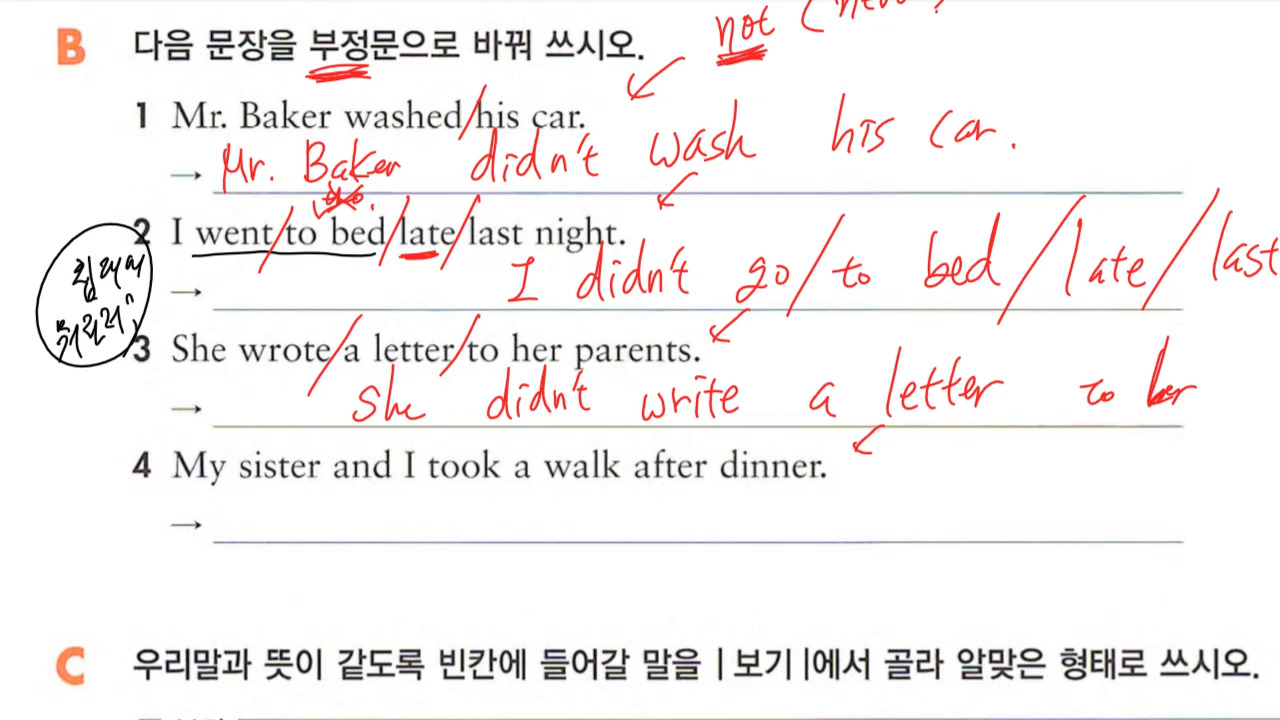 not (
B 다음 문장을 부정문으로 바꿔 쓰시오.
1 Mr. Baker washed/his car.
→ Mr. Baker didn't wash his car.
2 I went/to bed/late/last night.
→ I didn't go/to bed/late/last
3 She wrote/a letter/to her parents.
→ She didn't write a letter to her
4 My sister and I took a walk after dinner.
→
C 우리말과 뜻이 같도록 빈칸에 들어갈 말을 | 보기 |에서 골라 알맞은 형태로 쓰시오.